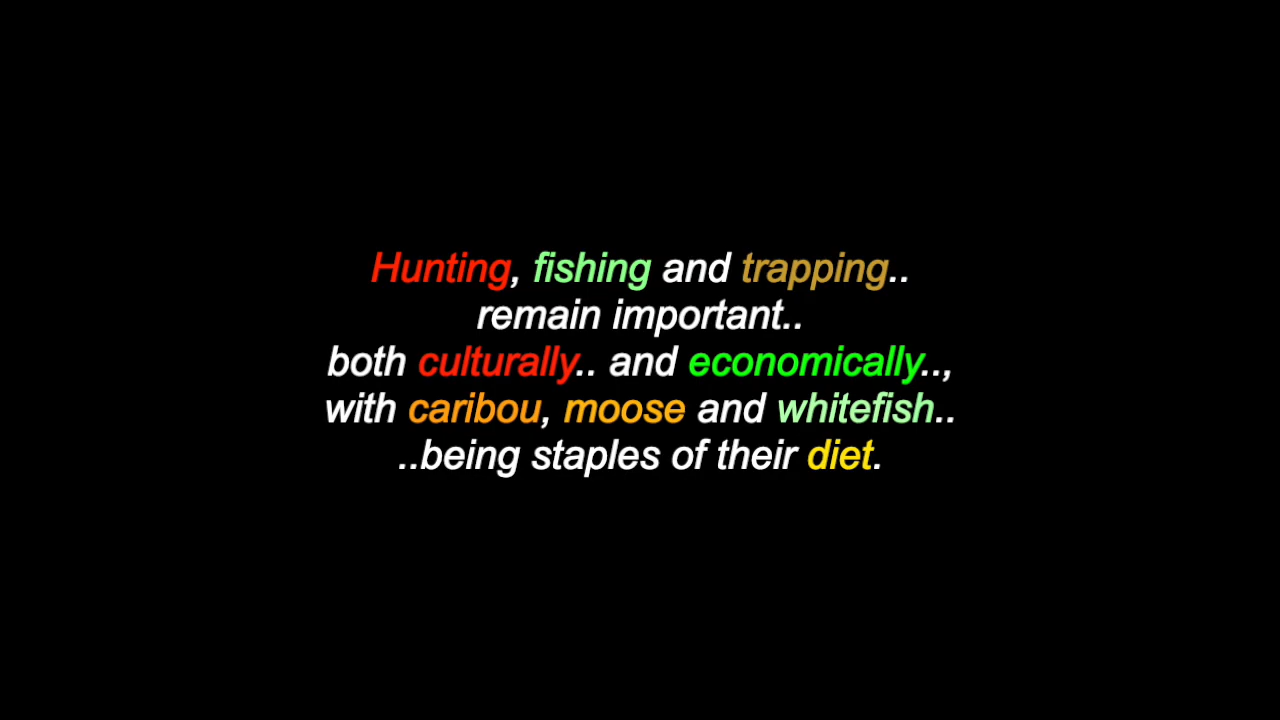 Hunting, fishing and trapping..
remain important..
both culturally.. and economically..,
with caribou, moose and whitefish..
..being staples of their diet.